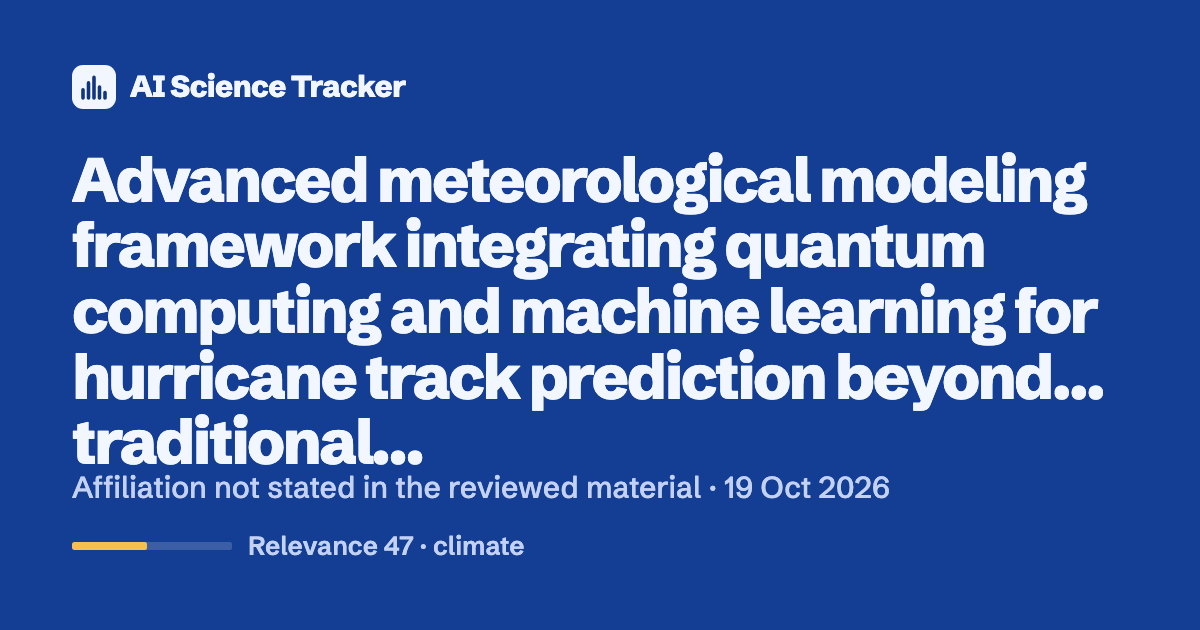 AI Science Tracker
Advanced meteorological modeling
framework integrating quantum
computing and machine learning for
hurricane track prediction beyond...
traditional...
Affiliation not stated in the reviewed material · 19 Oct 2026
Relevance 47 · climate